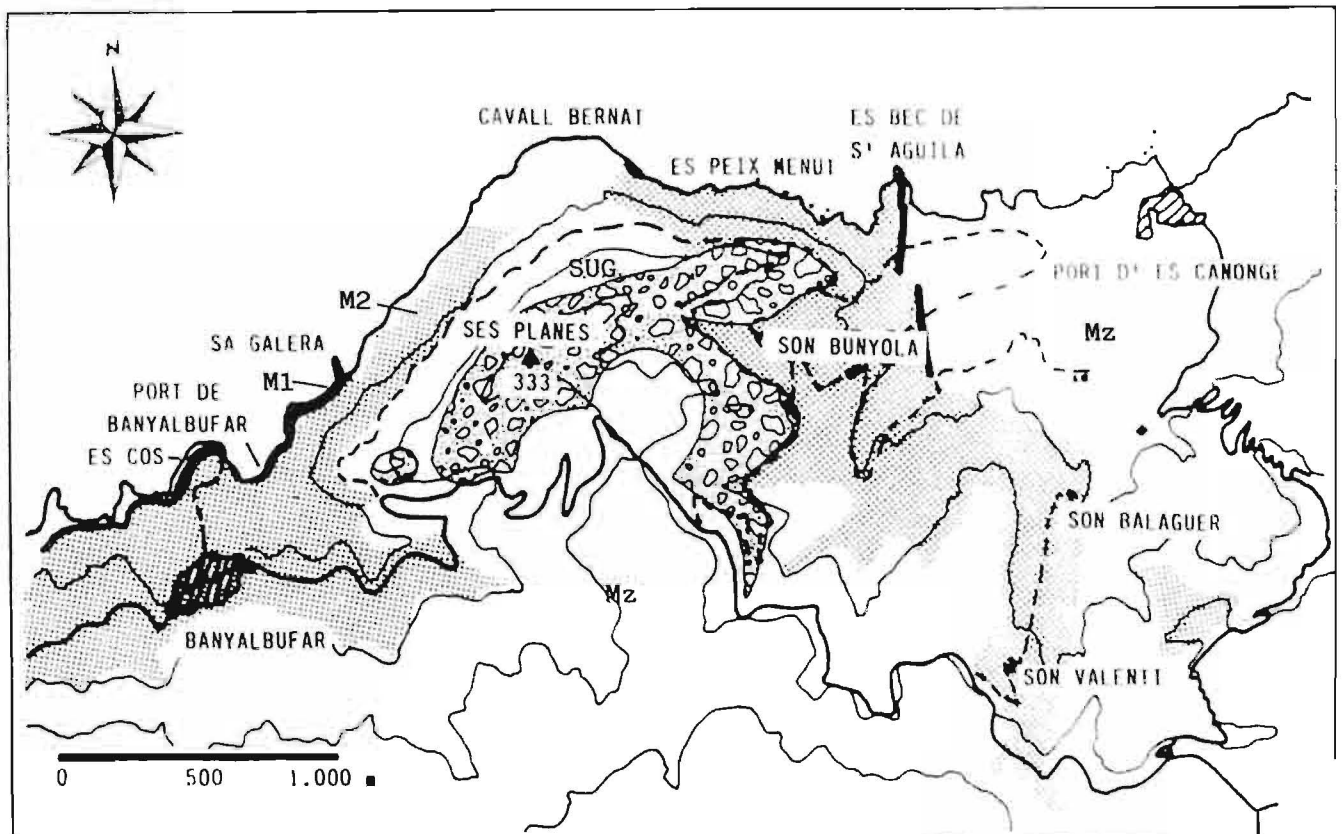 N
CAVALL BERNAT
ES BEC DE
S' AGUILA
ES PEIX MENUT
SUG
PORT D' ES CANONGE
M2
SES PLANES
SON BUNYOLA
Mz
SA GALERA
333
M1
PORT DE
BANYALBUFAR
ES COS
SON BALAGUER
Mz
BANYALBUFAR
SON VALENTI
0 500 1.000 m